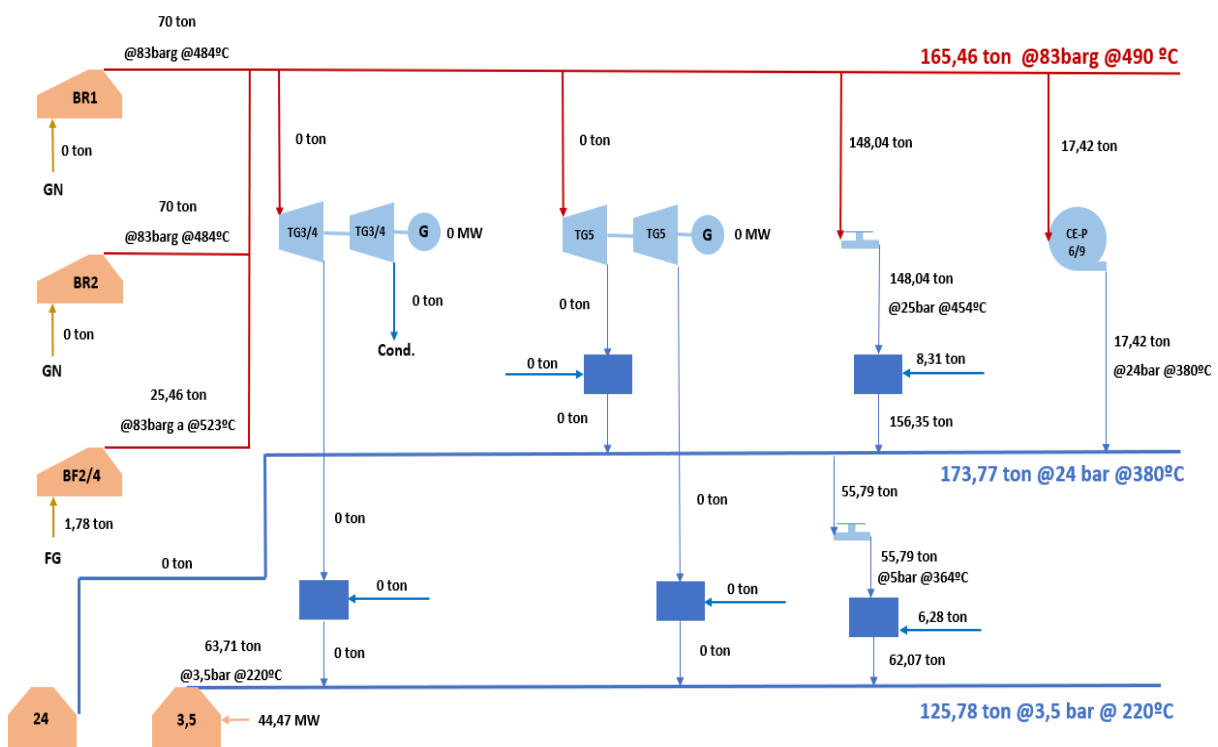 70 ton
@83barg @484ºC
165,46 ton @83barg @490 ºC
BR1
0 ton
GN
0 ton
0 ton
148,04 ton
17,42 ton
70 ton
@83barg @484ºC
TG3/4
TG3/4
G
0 MW
TG5
TG5
G
0 MW
CE-P
6/9
BR2
0 ton
GN
0 ton
Cond.
0 ton
148,04 ton
@25bar @454ºC
17,42 ton
@24bar @380ºC
0 ton
8,31 ton
0 ton
156,35 ton
25,46 ton
@83barg a @523ºC
BF2/4
1,78 ton
FG
173,77 ton @24 bar @380ºC
55,79 ton
0 ton
0 ton
0 ton
55,79 ton
@5bar @364ºC
0 ton
0 ton
6,28 ton
0 ton
0 ton
62,07 ton
63,71 ton
@3,5bar @220ºC
24
3,5
44,47 MW
125,78 ton @3,5 bar @ 220ºC